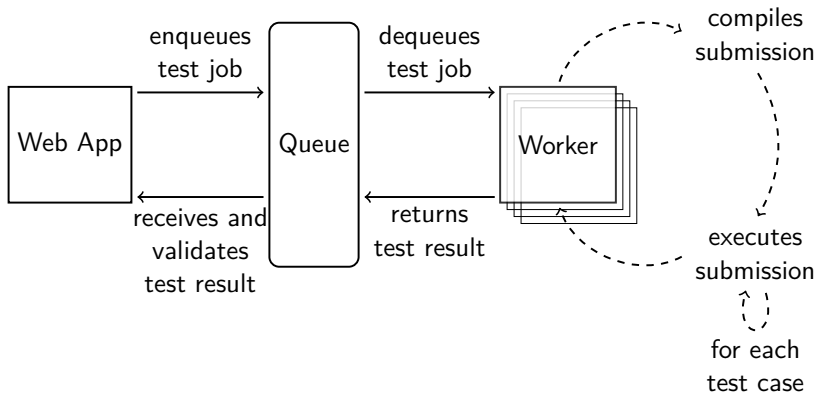 enqueues
test job
dequeues
test job
compiles
submission
Web App
Queue
Worker
receives and
validates
test result
returns
test result
executes
submission
for each
test case